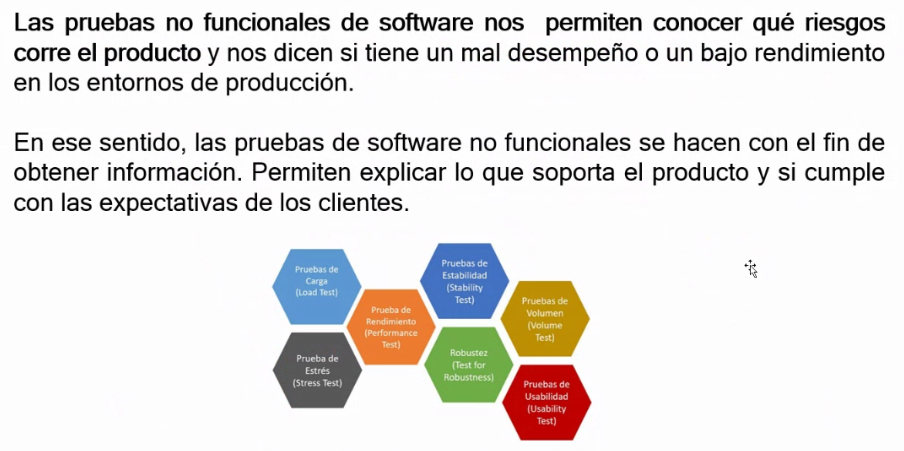 Las pruebas no funcionales de software nos permiten conocer qué riesgos
corre el producto y nos dicen si tiene un mal desempeño o un bajo rendimiento
en los entornos de producción.
En ese sentido, las pruebas de software no funcionales se hacen con el fin de
obtener información. Permiten explicar lo que soporta el producto y si cumple
con las expectativas de los clientes.
Pruebas de
Carga
(Load Test)
Prueba de
Estrés
(Stress Test)
Prueba de
Rendimiento
(Performance
Test)
Pruebas de
Estabilidad
(Stability
Test)
Robustez
(Test for
Robustness)
Pruebas de
Volumen
(Volume
Test)
Pruebas de
Usabilidad
(Usability
Test)